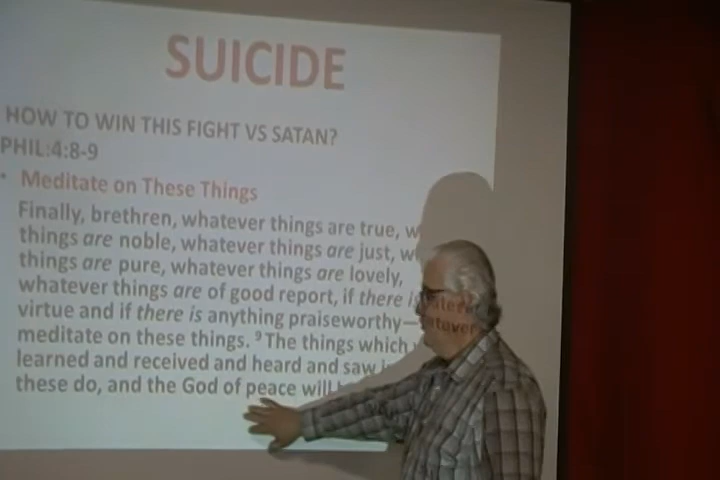 SUICIDE
HOW TO WIN THIS FIGHT VS SATAN?
PHIL:4:8-9
• Meditate on These Things
Finally, brethren, whatever things are true, w
things are noble, whatever things are just, w
things are pure, whatever things are lovely,
whatever things are of good report, if there is
virtue and if there is anything praiseworthy—
meditate on these things. 9 The things which
learned and received and heard and saw
these do, and the God of peace will